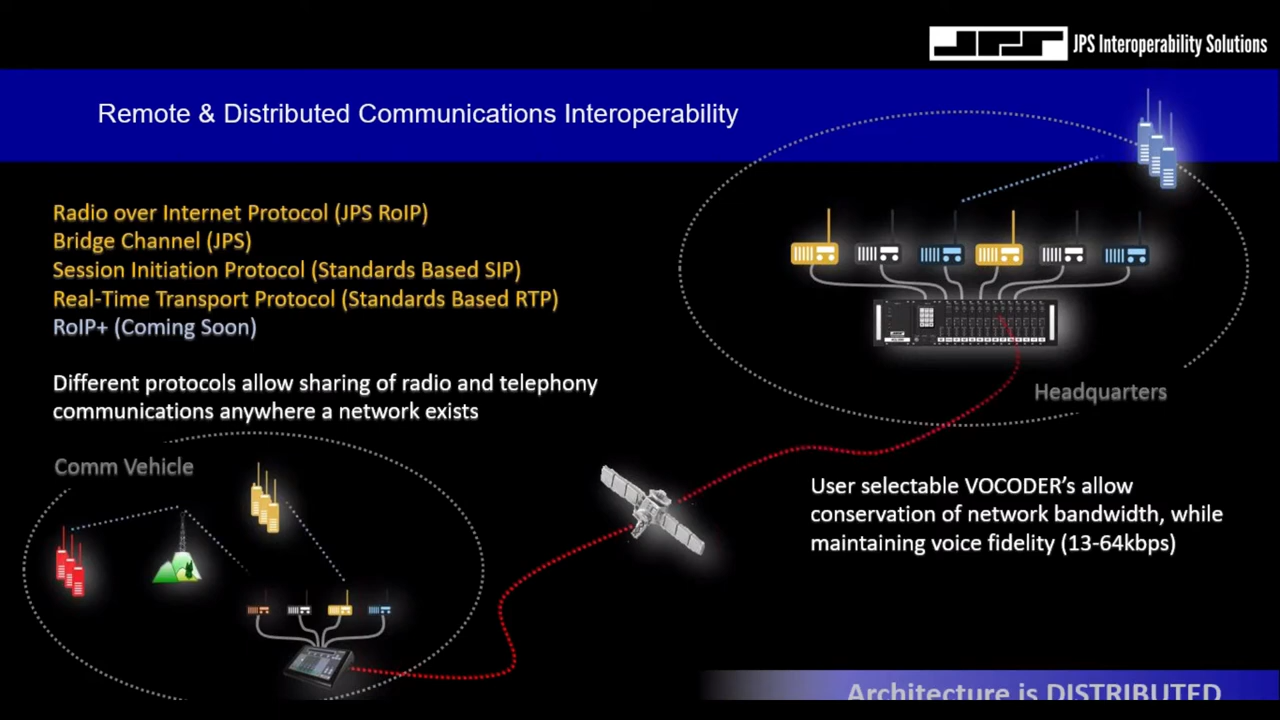 JPS JPS Interoperability Solutions
Remote & Distributed Communications Interoperability
Radio over Internet Protocol (JPS RoIP)
Bridge Channel (JPS)
Session Initiation Protocol (Standards Based SIP)
Real-Time Transport Protocol (Standards Based RTP)
RoIP+ (Coming Soon)
Different protocols allow sharing of radio and telephony
communications anywhere a network exists
Headquarters
Comm Vehicle
User selectable VOCODER’s allow
conservation of network bandwidth, while
maintaining voice fidelity (13-64kbps)
Architecture is DISTRIBUTED